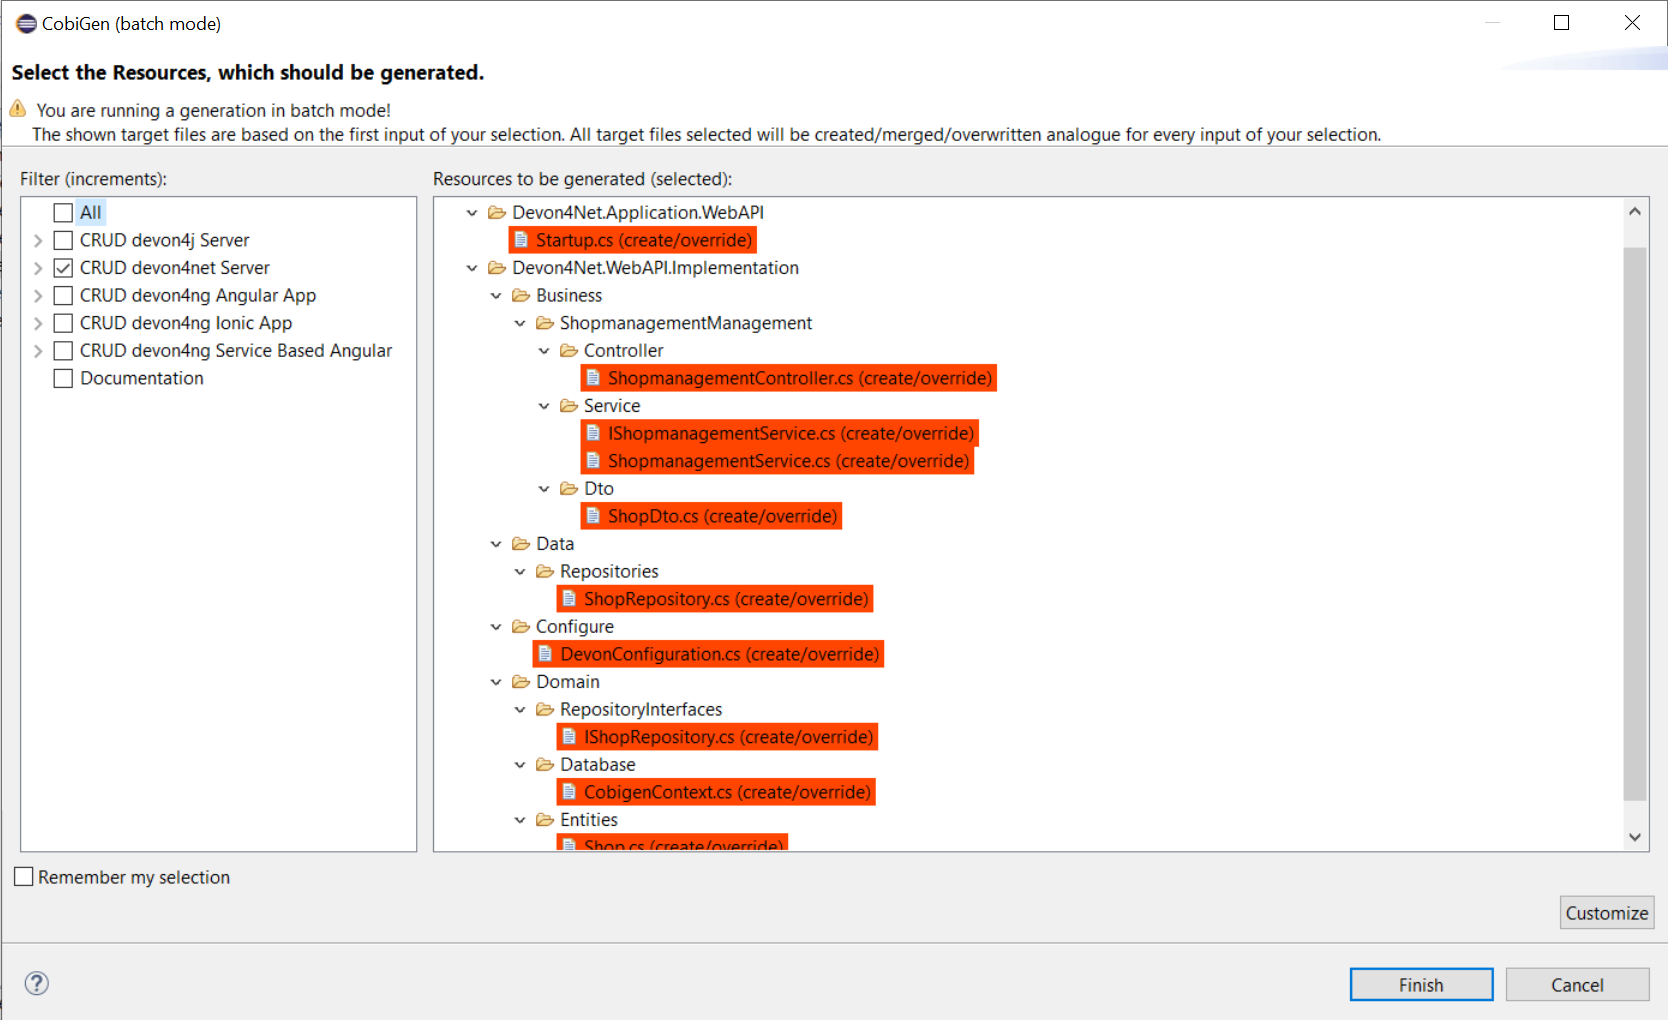 CobiGen (batch mode)
Select the Resources, which should be generated.
You are running a generation in batch mode!
The shown target files are based on the first input of your selection. All target files selected will be created/merged/overwritten analogue for every input of your selection.
Filter (increments):
All
CRUD devon4j Server
CRUD devon4net Server
CRUD devon4ng Angular App
CRUD devon4ng Ionic App
CRUD devon4ng Service Based Angular
Documentation
Resources to be generated (selected):
Devon4Net.Application.WebAPI
Startup.cs (create/override)
Devon4Net.WebAPI.Implementation
Business
ShopmanagementManagement
Controller
ShopmanagementController.cs (create/override)
Service
IShopmanagementService.cs (create/override)
ShopmanagementService.cs (create/override)
Dto
ShopDto.cs (create/override)
Data
Repositories
ShopRepository.cs (create/override)
Configure
DevonConfiguration.cs (create/override)
Domain
RepositoryInterfaces
IShopRepository.cs (create/override)
Database
CobigenContext.cs (create/override)
Entities
Shop.cs (create/override)
Remember my selection
Customize
?
Finish
Cancel